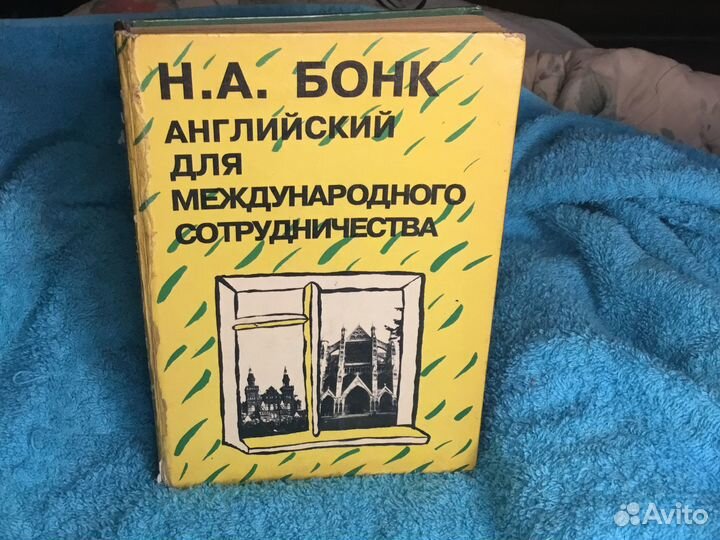 Н.А. БОНК
АНГЛИЙСКИЙ
ДЛЯ
МЕЖДУНАРОДНОГО
СОТРУДНИЧЕСТВА
Avito